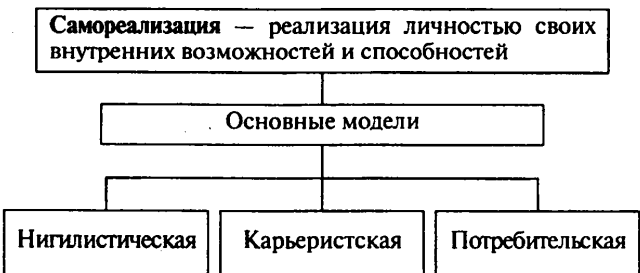 Самореализация — реализация личностью своих
внутренних возможностей и способностей
Основные модели
Нигилистическая
Карьеристская
Потребительская